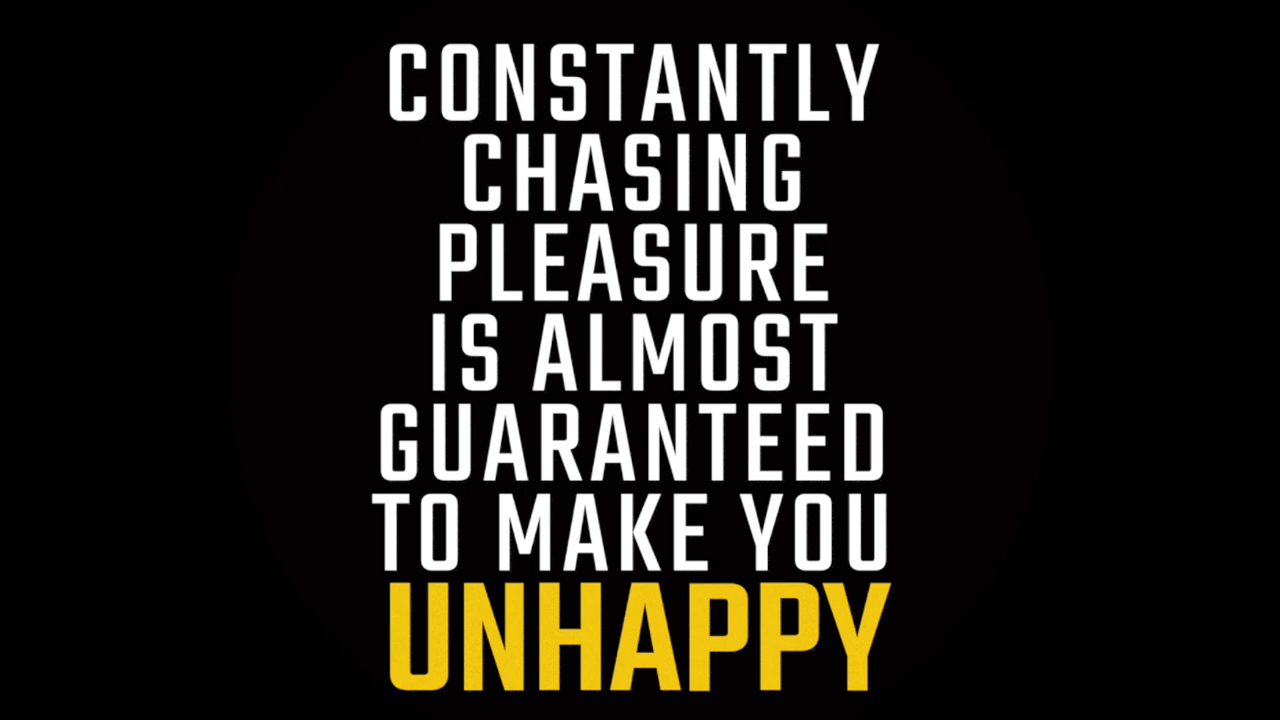 CONSTANTLY
CHASING
PLEASURE
IS ALMOST
GUARANTEED
TO MAKE YOU
UNHAPPY